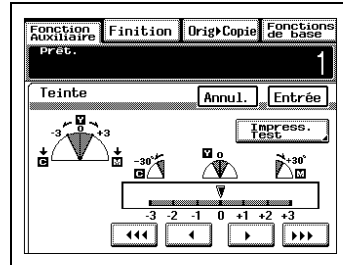 Fonction Auxiliaire Finition Orig▸Copie Fonctions de base
Prêt.
1
Teinte Annul. Entrée
Impress. Test
Y
-3 0 +3
C M
-30° Y 0 +30°
C M
-3 -2 -1 0 +1 +2 +3